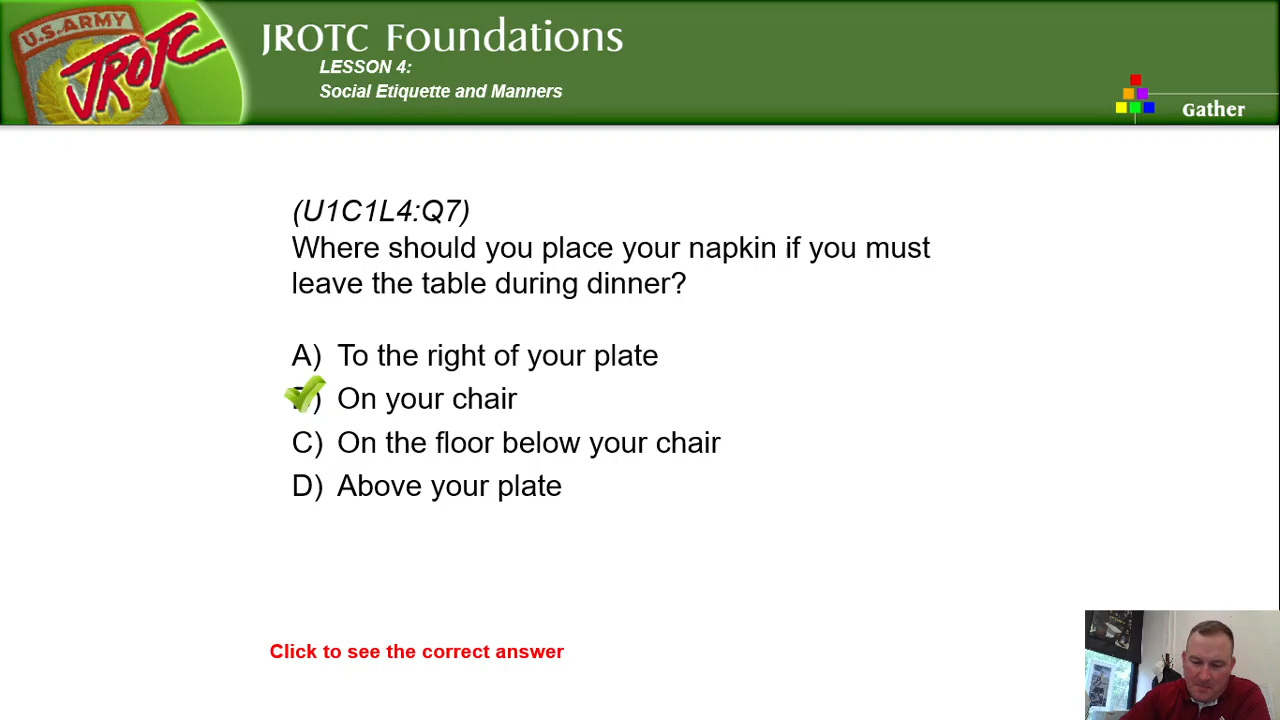 U.S. ARMY
JROTC
JROTC Foundations
LESSON 4:
Social Etiquette and Manners
Gather
(U1C1L4:Q7)
Where should you place your napkin if you must
leave the table during dinner?
A) To the right of your plate
On your chair
C) On the floor below your chair
D) Above your plate
Click to see the correct answer